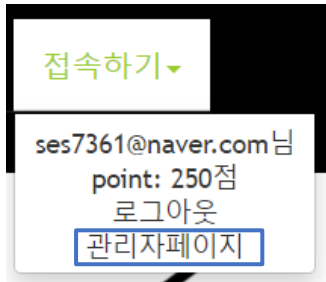 접속하기
ses7361@naver.com님
point: 250점
로그아웃
관리자페이지